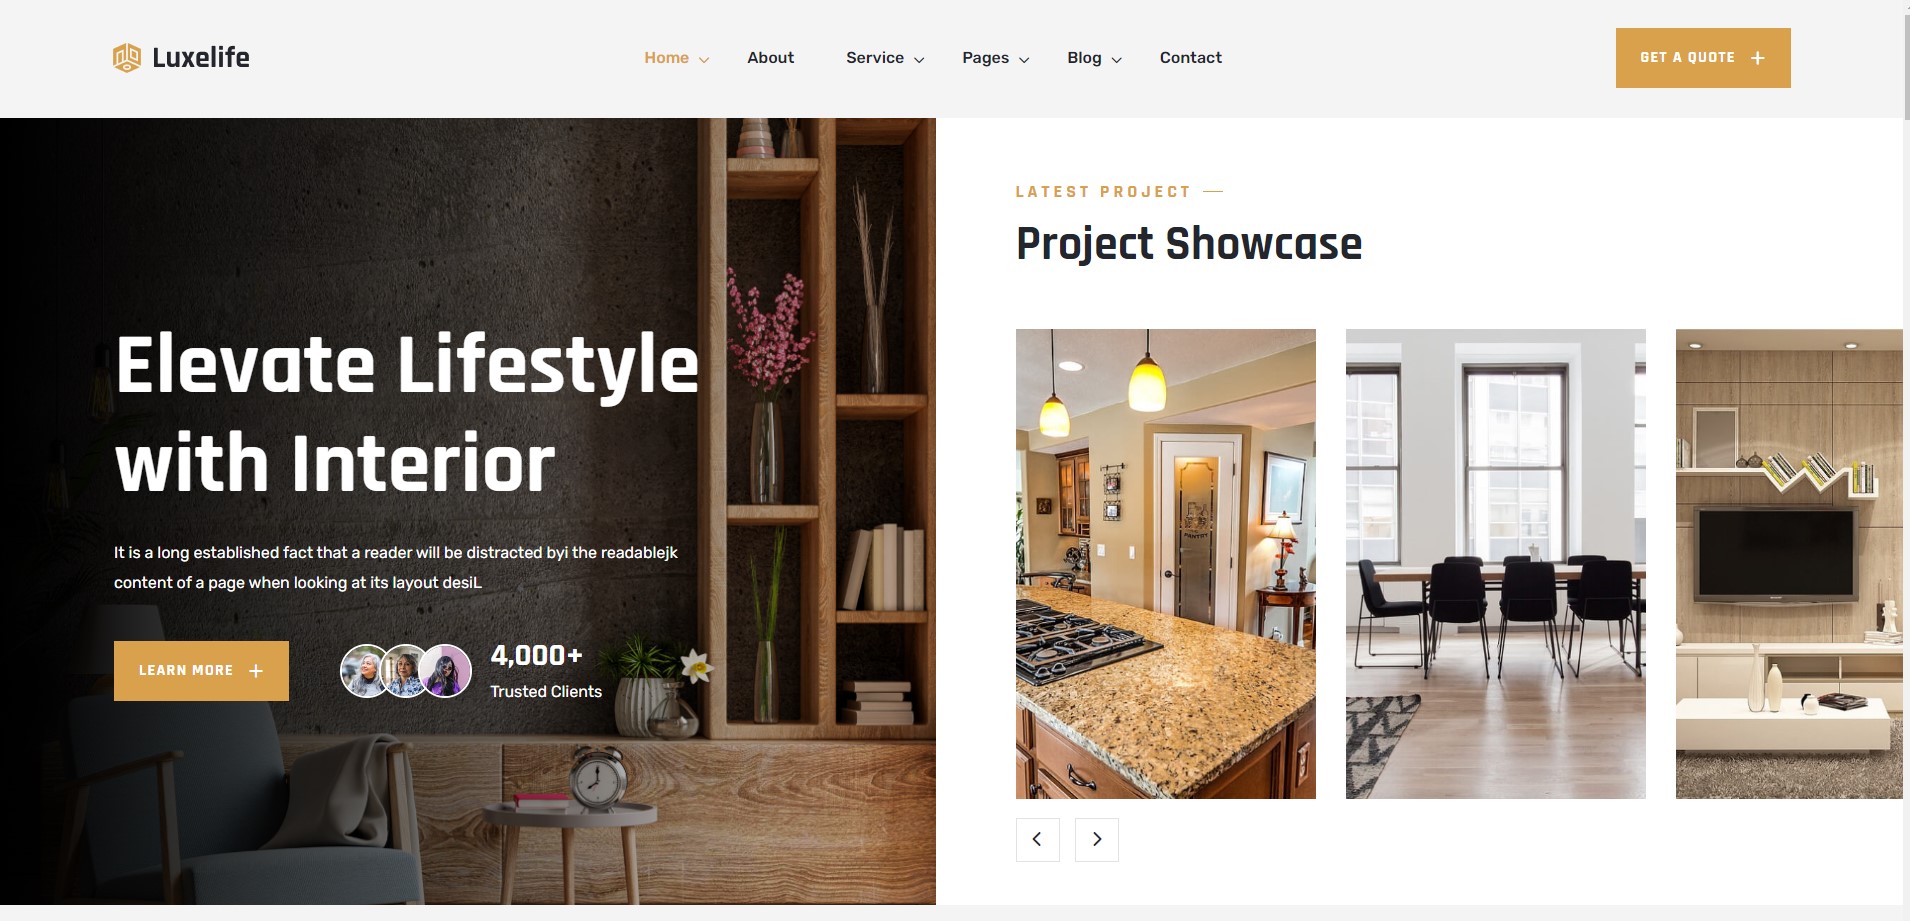 Luxelife
Home
About
Service
Pages
Blog
Contact
GET A QUOTE
Elevate Lifestyle
with Interior
It is a long established fact that a reader will be distracted byi the readablejk
content of a page when looking at its layout desiL
LEARN MORE
4,000+
Trusted Clients
LATEST PROJECT
Project Showcase
PANTRY